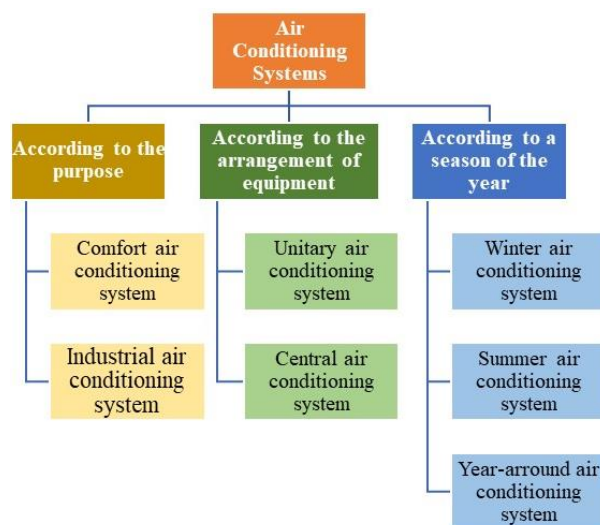 Air
Conditioning
Systems
According to the
purpose
According to the
arrangement of
equipment
According to a
season of the
year
Comfort air
conditioning
system
Industrial air
conditioning
system
Unitary air
conditioning
system
Central air
conditioning
system
Winter air
conditioning
system
Summer air
conditioning
system
Year-arround air
conditioning
system